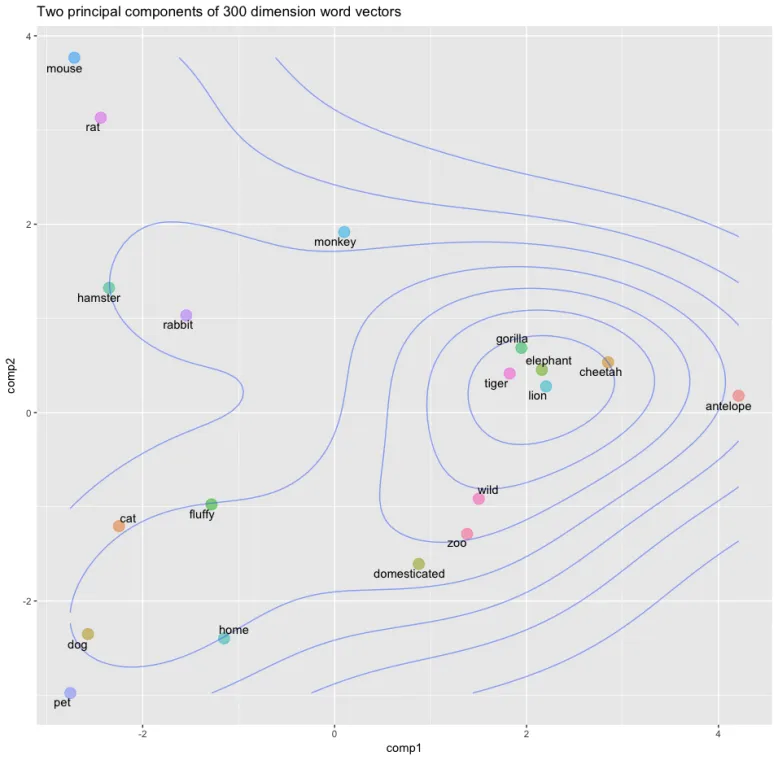 Two principal components of 300 dimension word vectors
4
mouse
rat
2
monkey
hamster
rabbit
gorilla
elephant
cheetah
tiger
lion
antelope
comp2
0
wild
cat
fluffy
zoo
domesticated
-2
home
dog
pet
-2
0
2
4
comp1